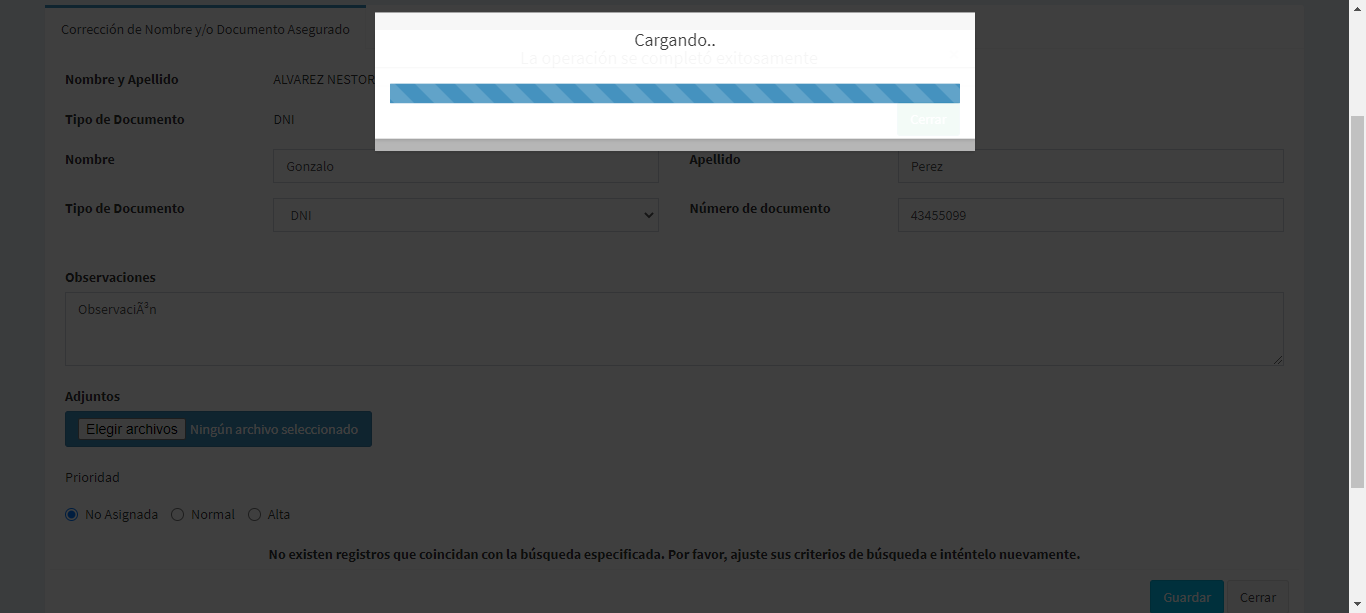 Corrección de Nombre y/o Documento Asegurado
Cargando..
La operación se completó exitosamente
Nombre y Apellido ALVAREZ NESTOR
Tipo de Documento DNI
Cerrar
Nombre Gonzalo Apellido Perez
Tipo de Documento DNI Número de documento 43455099
Observaciones
ObservaciÃ³n
Adjuntos
Elegir archivos Ningún archivo seleccionado
Prioridad
No Asignada Normal Alta
No existen registros que coincidan con la búsqueda especificada. Por favor, ajuste sus criterios de búsqueda e inténtelo nuevamente.
Guardar Cerrar